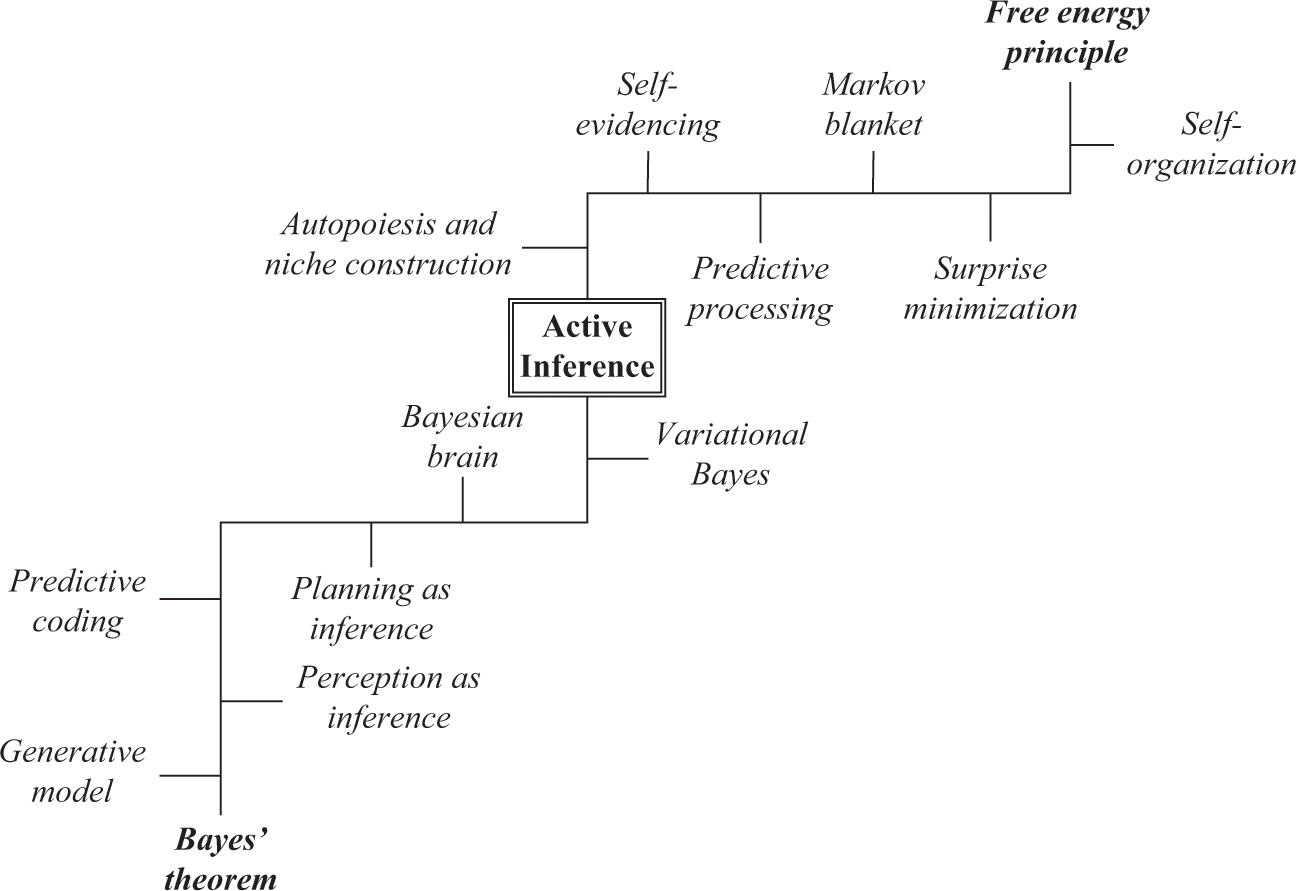 Free energy
principle
Self-
evidencing
Markov
blanket
Self-
organization
Autopoiesis and
niche construction
Predictive
processing
Surprise
minimization
Active
Inference
Bayesian
brain
Variational
Bayes
Predictive
coding
Planning as
inference
Perception as
inference
Generative
model
Bayes’
theorem